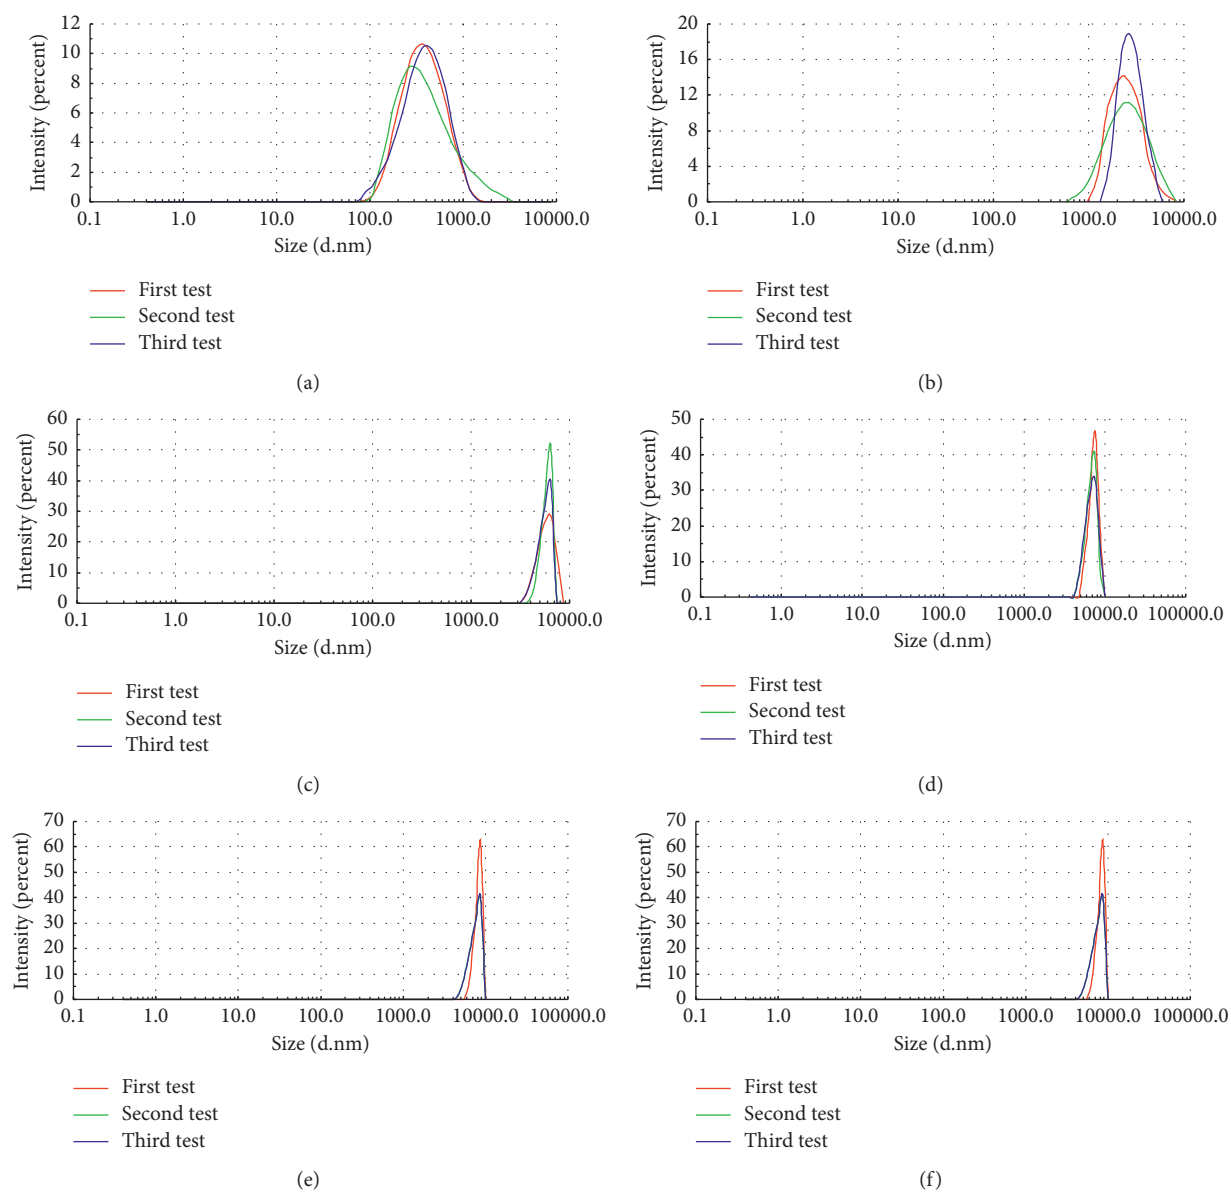 12
10
8
6
4
2
0
Intensity (percent)
0.1 1.0 10.0 100.0 1000.0 10000.0
Size (d.nm)
First test
Second test
Third test
(a)
20
16
12
8
4
0
Intensity (percent)
0.1 1.0 10.0 100.0 1000.0 10000.0
Size (d.nm)
First test
Second test
Third test
(b)
60
50
40
30
20
10
0
Intensity (percent)
0.1 1.0 10.0 100.0 1000.0 10000.0
Size (d.nm)
First test
Second test
Third test
(c)
50
40
30
20
10
0
Intensity (percent)
0.1 1.0 10.0 100.0 1000.0 10000.0 100000.0
Size (d.nm)
First test
Second test
Third test
(d)
70
60
50
40
30
20
10
0
Intensity (percent)
0.1 1.0 10.0 100.0 1000.0 10000.0 100000.0
Size (d.nm)
First test
Second test
Third test
(e)
70
60
50
40
30
20
10
0
Intensity (percent)
0.1 1.0 10.0 100.0 1000.0 10000.0 100000.0
Size (d.nm)
First test
Second test
Third test
(f)